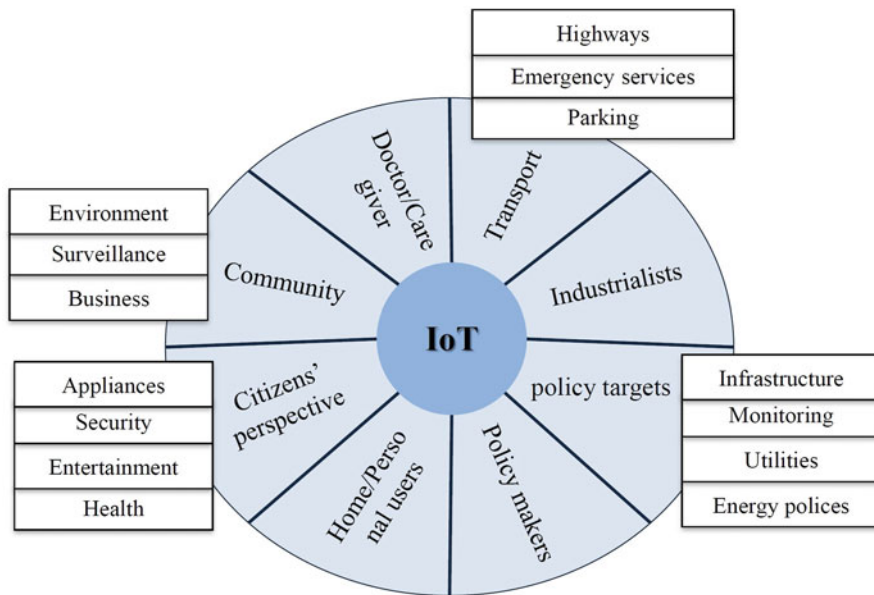 Highways
Emergency services
Parking
Doctor/Care
giver
Transport
Environment
Surveillance
Business
Community
Industrialists
IoT
Appliances
Security
Entertainment
Health
Citizens’
perspective
policy targets
Infrastructure
Monitoring
Utilities
Energy polices
Home/Perso
nal users
Policy makers